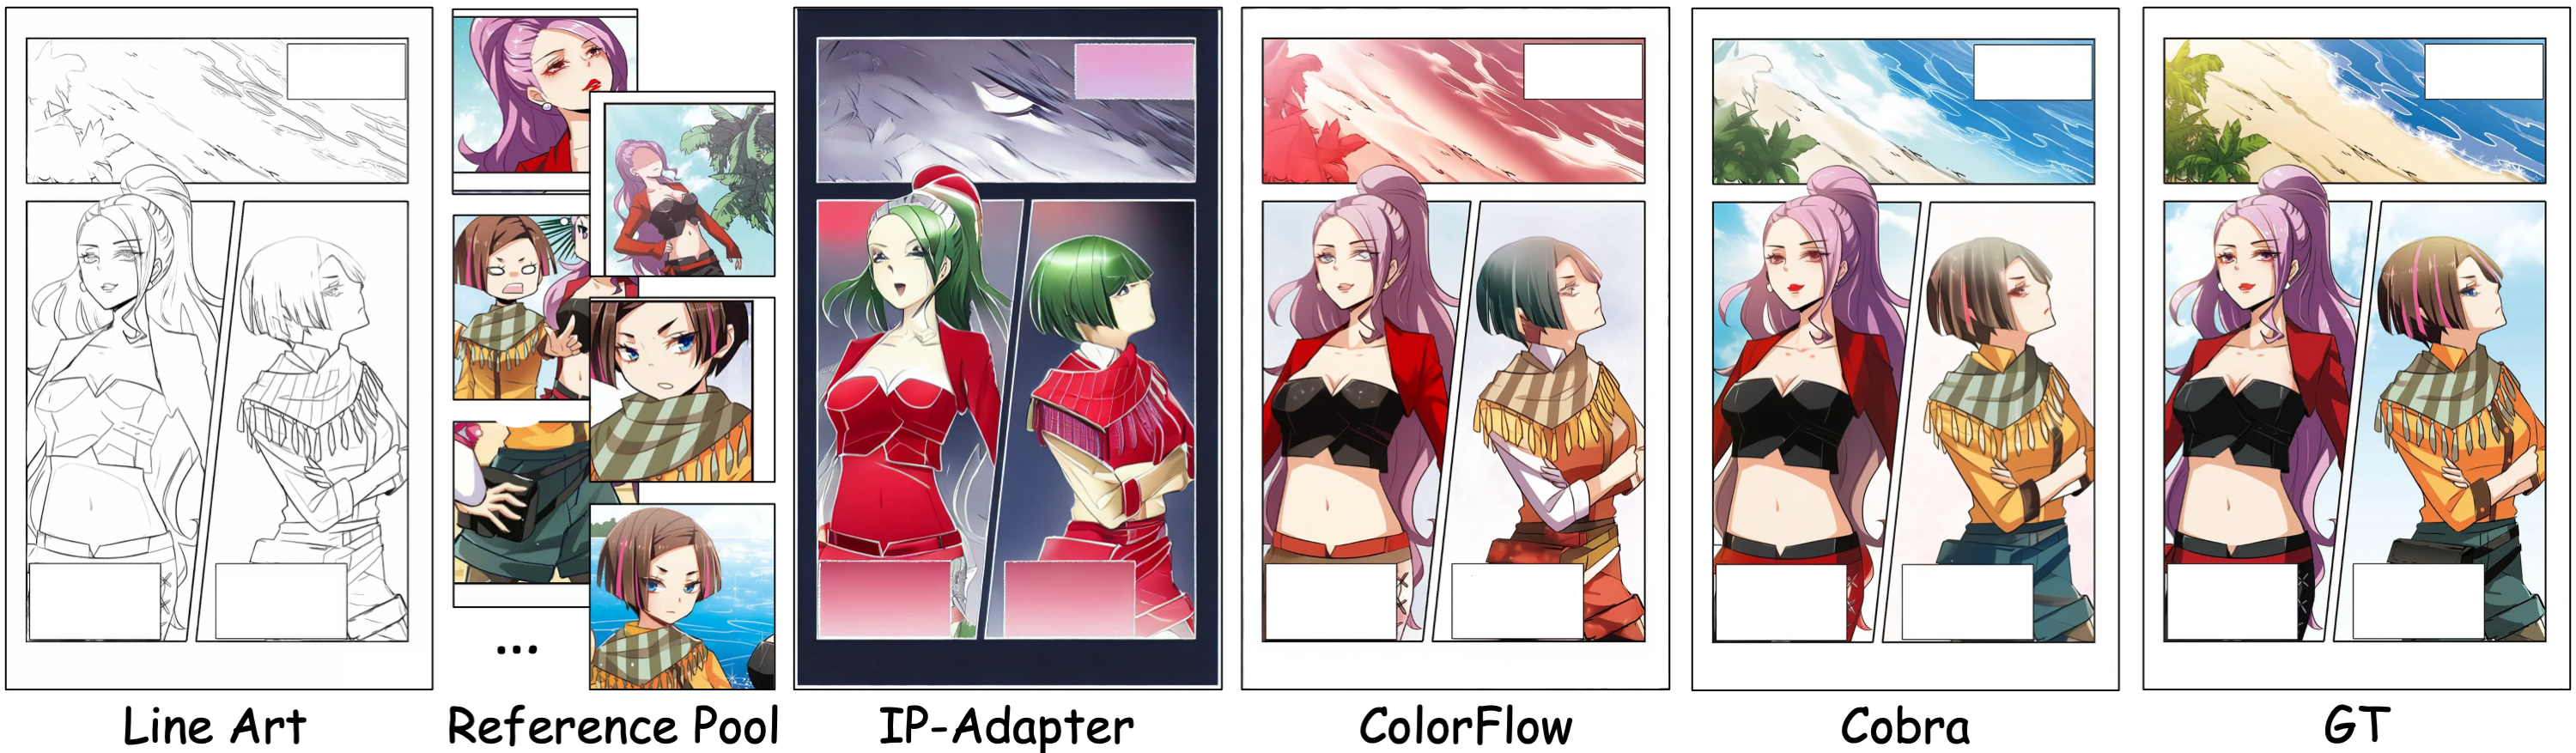 Line Art
...
Reference Pool
IP-Adapter
ColorFlow
Cobra
GT